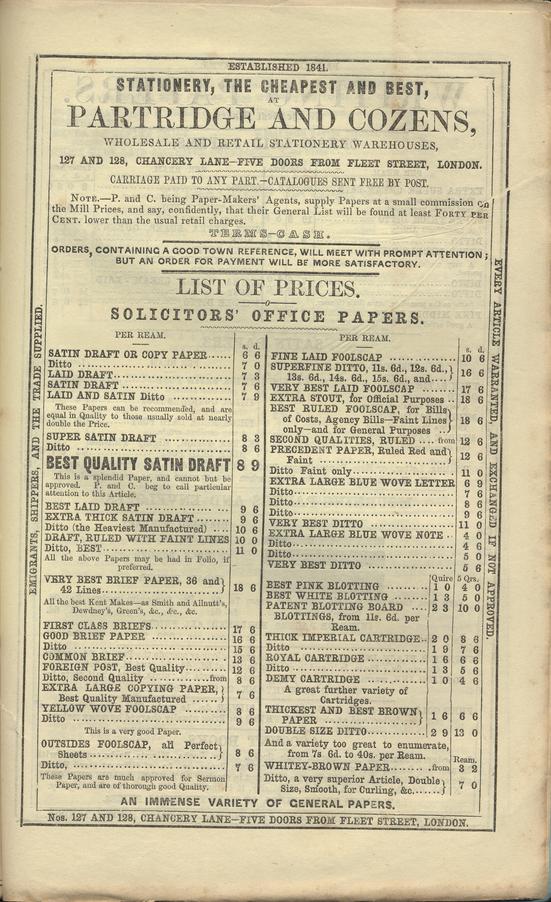 ESTABLISHED 1841.
STATIONERY, THE CHEAPEST AND BEST,
AT
PARTRIDGE AND COZENS,
WHOLESALE AND RETAIL STATIONERY WAREHOUSES,
127 AND 128, CHANCERY LANE—FIVE DOORS FROM FLEET STREET, LONDON.
CARRIAGE PAID TO ANY PART.—CATALOGUES SENT FREE BY POST.
NOTE.—P. and C. being Paper-Makers' Agents, supply Papers at a small commission on
the Mill Prices, and say, confidently, that their General List will be found at least FORTY PER
CENT. lower than the usual retail charges.
TERMS—CASH.
ORDERS, CONTAINING A GOOD TOWN REFERENCE, WILL MEET WITH PROMPT ATTENTION;
BUT AN ORDER FOR PAYMENT WILL BE MORE SATISFACTORY.
LIST OF PRICES.
SOLICITORS' OFFICE PAPERS.
EMIGRANTS, SHIPPERS, AND THE TRADE SUPPLIED.
PER REAM.
s. d.
SATIN DRAFT OR COPY PAPER...... 6 6
Ditto ........ 7 0
LAID DRAFT........ 7 3
SATIN DRAFT ........ 7 6
LAID AND SATIN Ditto ........ 7 9
These Papers can be recommended, and are
equal in Quality to those usually sold at nearly
double the Price.
SUPER SATIN DRAFT ........ 8 3
Ditto ........ 8 6
BEST QUALITY SATIN DRAFT 8 9
This is a splendid Paper, and cannot but be
approved. P. and C. beg to call particular
attention to this Article.
BEST LAID DRAFT ........ 9 6
EXTRA THICK SATIN DRAFT........ 9 6
Ditto (the Heaviest Manufactured) .. 10 6
DRAFT, RULED WITH FAINT LINES 10 0
Ditto, BEST........ 11 0
All the above Papers may be had in Folio, if
preferred.
VERY BEST BRIEF PAPER, 36 and
42 Lines........ 18 6
All the best Kent Makes—as Smith and Allnutt's,
Dewdney's, Green's, &c., &c., &c.
FIRST CLASS BRIEFS........ 17 6
GOOD BRIEF PAPER ........ 16 6
Ditto ........ 15 6
COMMON BRIEF........ 13 6
FOREIGN POST, Best Quality........ 12 6
Ditto, Second Quality ........from 8 6
EXTRA LARGE COPYING PAPER,
Best Quality Manufactured ...... 7 6
YELLOW WOVE FOOLSCAP ........ 8 6
Ditto ........ 9 6
This is a very good Paper.
OUTSIDES FOOLSCAP, all Perfect
Sheets........ 8 6
Ditto, ........ 7 6
These Papers are much approved for Sermon
Paper, and are of thorough good Quality.
PER REAM.
s. d.
FINE LAID FOOLSCAP ........ 10 6
SUPERFINE DITTO, 11s. 6d., 12s. 6d.,
13s. 6d., 14s. 6d., 15s. 6d., and.... 16 6
VERY BEST LAID FOOLSCAP ...... 17 6
EXTRA STOUT, for Official Purposes .. 18 6
BEST RULED FOOLSCAP, for Bills
of Costs, Agency Bills—Faint Lines
only—and for General Purposes .. 18 6
SECOND QUALITIES, RULED .... from 12 6
PRECEDENT PAPER, Ruled Red and
Faint ........ 12 6
Ditto Faint only........ 11 0
EXTRA LARGE BLUE WOVE LETTER 6 9
Ditto........ 7 6
Ditto........ 8 6
Ditto........ 9 6
VERY BEST DITTO ........ 11 0
EXTRA LARGE BLUE WOVE NOTE .. 4 0
Ditto........ 4 6
Ditto........ 5 0
VERY BEST DITTO ........ 5 6
Quire 5 Qrs.
BEST PINK BLOTTING ........ 1 0 4 0
BEST WHITE BLOTTING ........ 1 3 5 0
PATENT BLOTTING BOARD .... 2 3 10 0
BLOTTINGS, from 11s. 6d. per
Ream.
THICK IMPERIAL CARTRIDGE.. 2 0 8 6
Ditto ........ 1 9 7 6
ROYAL CARTRIDGE ........ 1 6 6 6
Ditto ........ 1 3 5 6
DEMY CARTRIDGE ........ 1 0 4 6
A great further variety of
Cartridges.
THICKEST AND BEST BROWN
PAPER ........ 1 6 6 6
DOUBLE SIZE DITTO........ 2 9 13 0
And a variety too great to enumerate,
from 7s. 6d. to 40s. per Ream.
Ream.
WHITEY-BROWN PAPER........from 3 2
Ditto, a very superior Article, Double
Size, Smooth, for Curling, &c....... 7 0
EVERY ARTICLE WARRANTED, AND EXCHANGED IF NOT APPROVED.
AN IMMENSE VARIETY OF GENERAL PAPERS.
Nos. 127 AND 128, CHANCERY LANE—FIVE DOORS FROM FLEET STREET, LONDON.